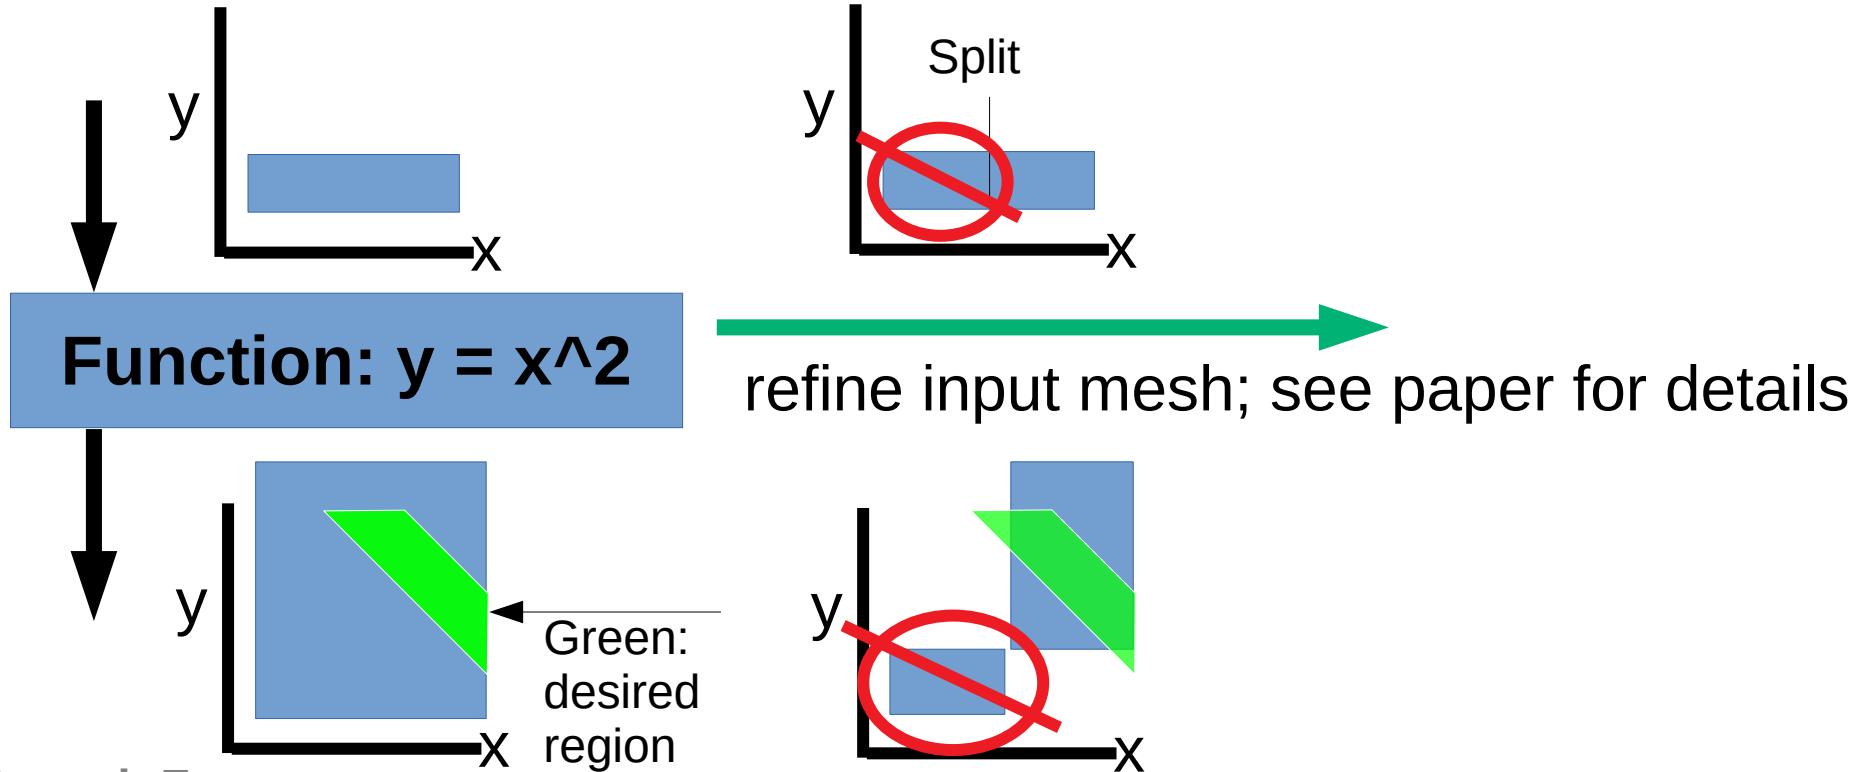 y
x
Split
y
x
Function: y = x^2
refine input mesh; see paper for details
y
x
Green:
desired
region
y
x